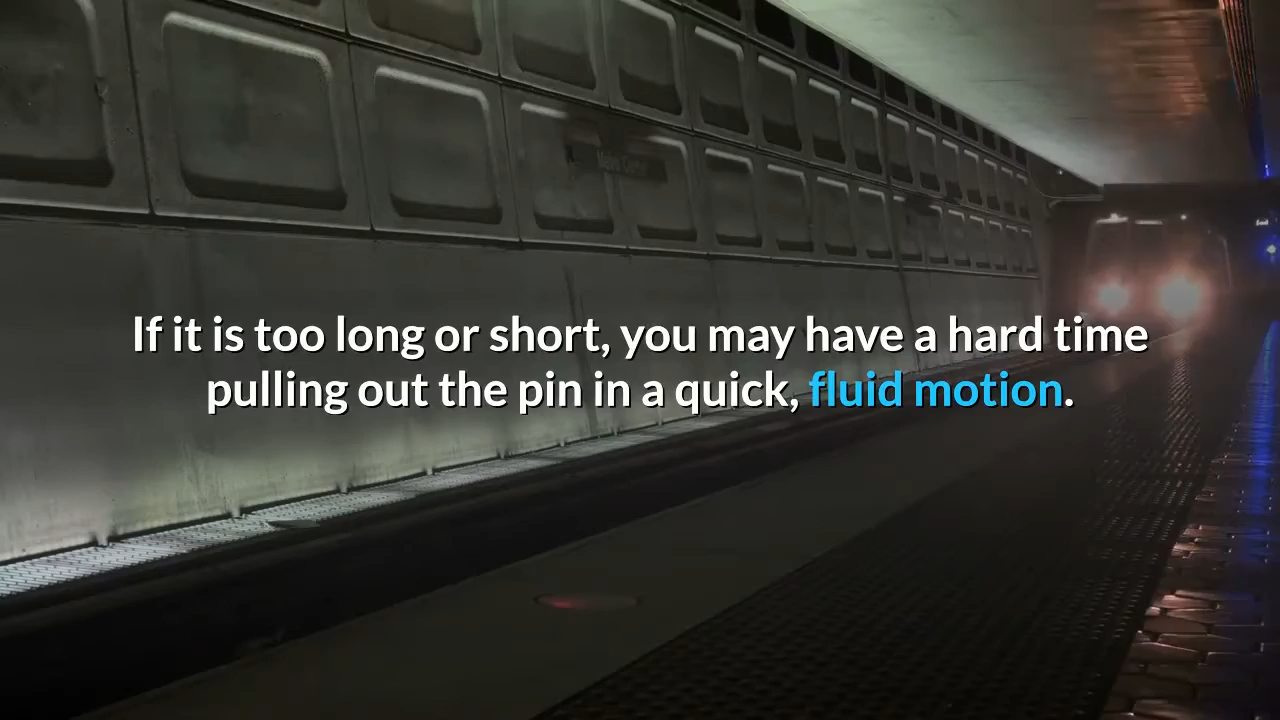 If it is too long or short, you may have a hard time
pulling out the pin in a quick, fluid motion.